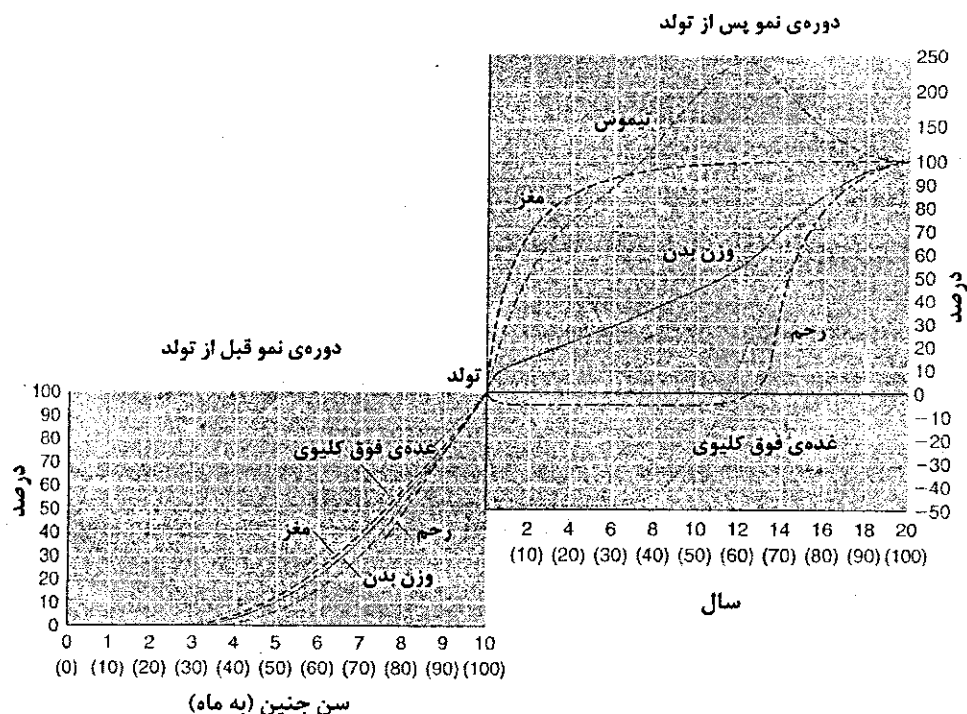 دوره‌ی نمو پس از تولد
250
200
150
100
90
80
70
60
50
40
30
20
10
0
−10
−20
−30
−40
−50
درصد
تیموس
مغز
وزن بدن
رحم
غده‌ی فوق کلیوی
2 4 6 8 10 12 14 16 18 20
(10) (20) (30) (40) (50) (60) (70) (80) (90) (100)
سال
دوره‌ی نمو قبل از تولد
تولد
100
90
80
70
60
50
40
30
20
10
0
درصد
غده‌ی فوق کلیوی
مغز
رحم
وزن بدن
0 1 2 3 4 5 6 7 8 9 10
(0) (10) (20) (30) (40) (50) (60) (70) (80) (90) (100)
سن جنین (به ماه)